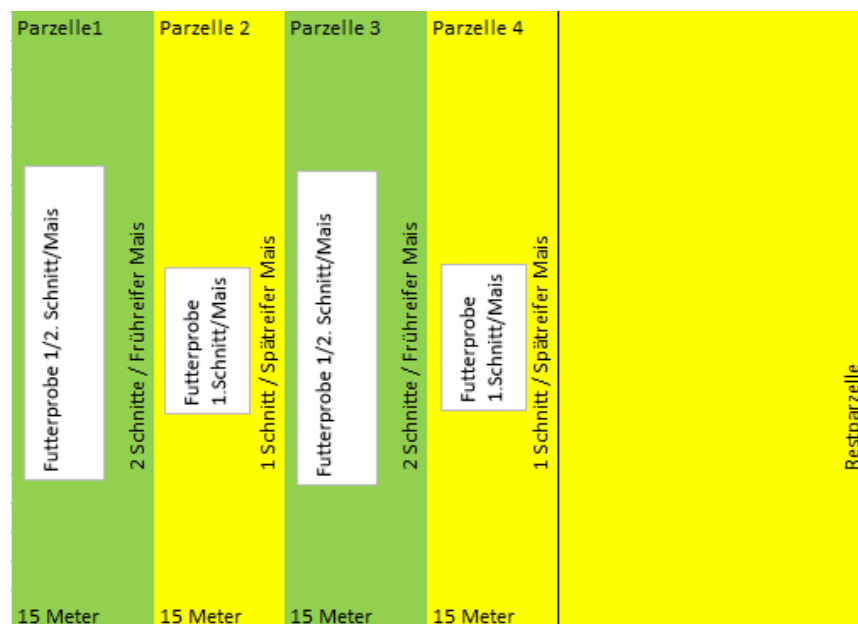 Parzelle1
Parzelle 2
Parzelle 3
Parzelle 4
Futterprobe 1/2. Schnitt/Mais
2 Schnitte / Frühreifer Mais
Futterprobe
1.Schnitt/Mais
1 Schnitt / Spätreifer Mais
Futterprobe 1/2. Schnitt/Mais
2 Schnitte / Frühreifer Mais
Futterprobe
1.Schnitt/Mais
1 Schnitt / Spätreifer Mais
Restparzelle
15 Meter
15 Meter
15 Meter
15 Meter